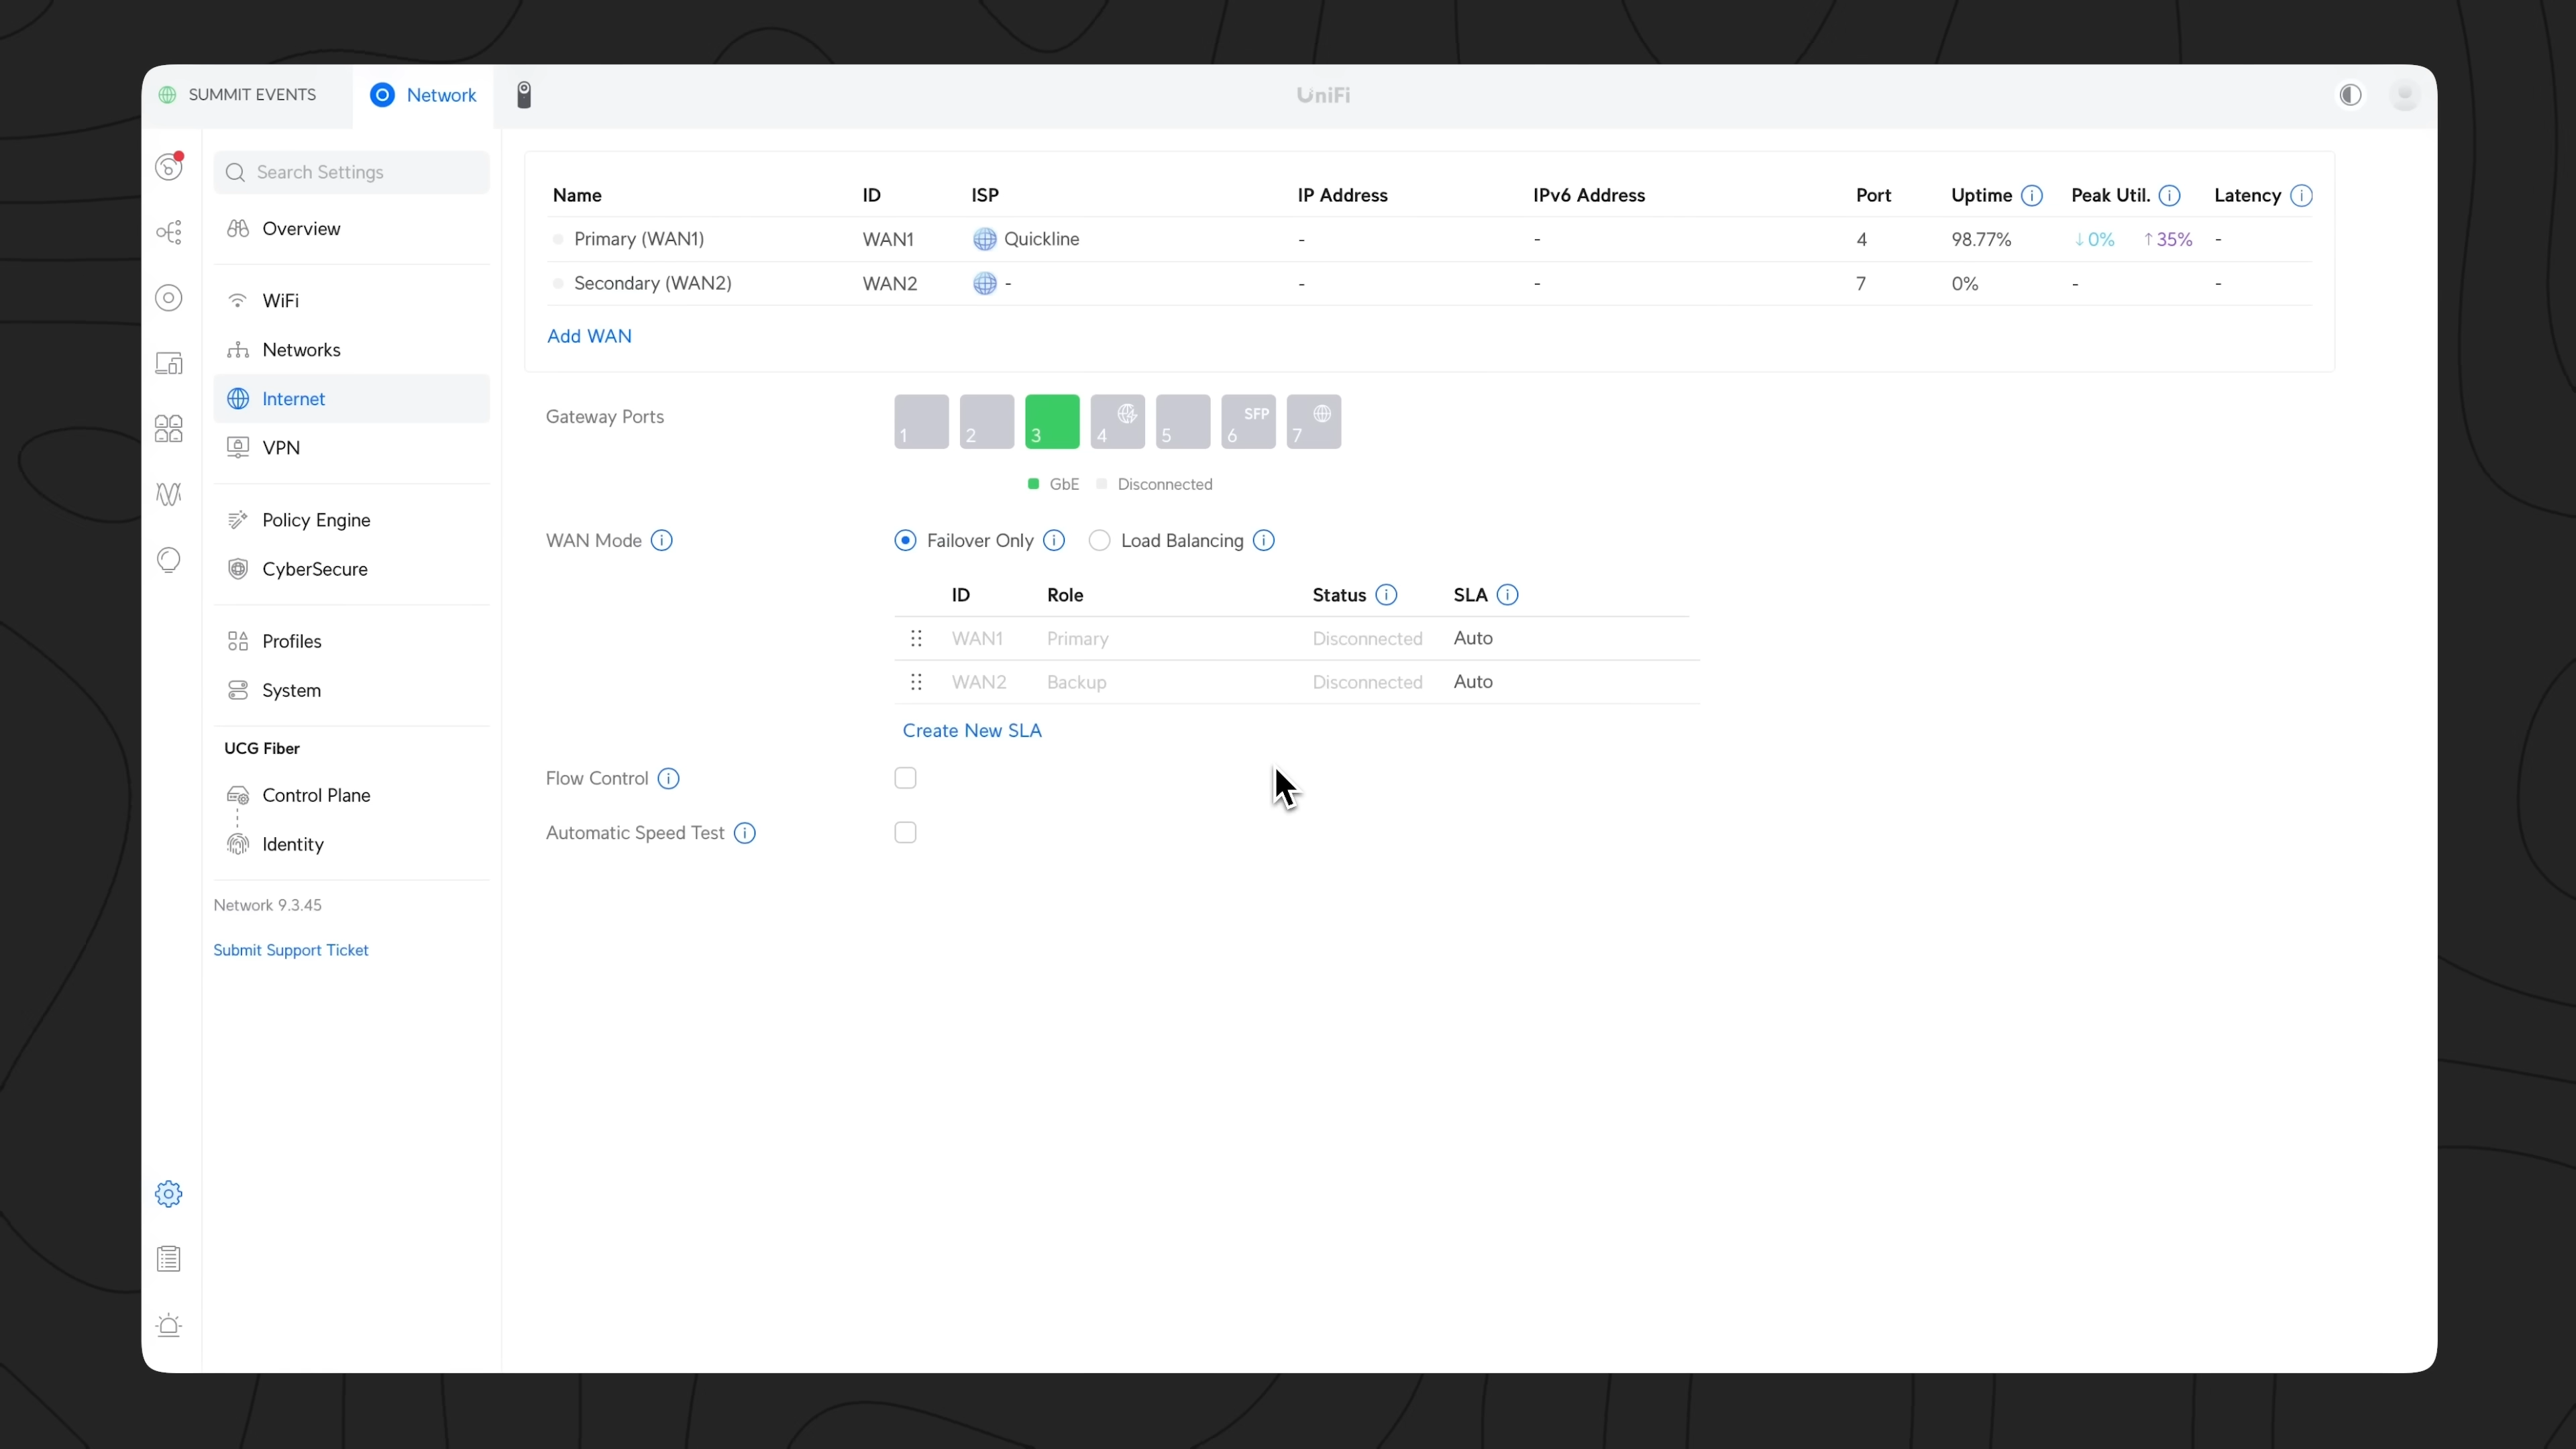 SUMMIT EVENTS
Network
UniFi
Search Settings
Overview
WiFi
Networks
Internet
VPN
Policy Engine
CyberSecure
Profiles
System
UCG Fiber
Control Plane
Identity
Network 9.3.45
Submit Support Ticket
Name ID ISP IP Address IPv6 Address Port Uptime Peak Util. Latency
Primary (WAN1) WAN1 Quickline - - 4 98.77% ↓0% ↑35% -
Secondary (WAN2) WAN2 - - - 7 0% - -
Add WAN
Gateway Ports
SFP
1 2 3 4 5 6 7
GbE Disconnected
WAN Mode Failover Only Load Balancing
ID Role Status SLA
WAN1 Primary Disconnected Auto
WAN2 Backup Disconnected Auto
Create New SLA
Flow Control
Automatic Speed Test